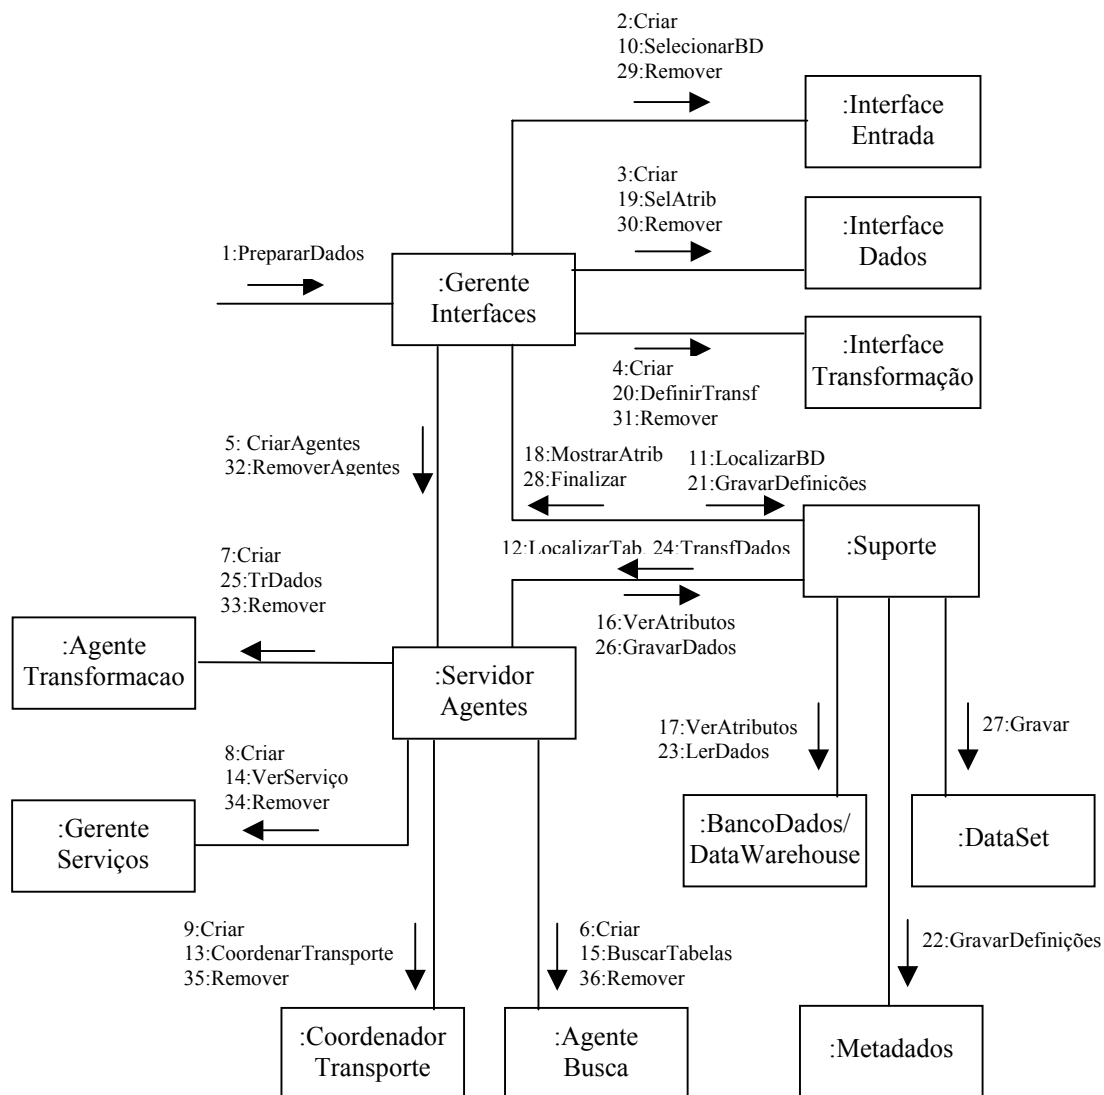 2:Criar
10:SelecionarBD
29:Remover
:Interface
Entrada
3:Criar
19:SelAtrib
30:Remover
:Interface
Dados
1:PrepararDados
:Gerente
Interfaces
:Interface
Transformação
4:Criar
20:DefinirTransf
31:Remover
5: CriarAgentes
32:RemoverAgentes
18:MostrarAtrib
28:Finalizar
11:LocalizarBD
21:GravarDefinições
:Suporte
12:LocalizarTab. 24:TransfDados
7:Criar
25:TrDados
33:Remover
16:VerAtributos
26:GravarDados
:Agente
Transformacao
:Servidor
Agentes
17:VerAtributos
23:LerDados
27:Gravar
8:Criar
14:VerServiço
34:Remover
:Gerente
Serviços
:BancoDados/
DataWarehouse
:DataSet
9:Criar
13:CoordenarTransporte
35:Remover
6:Criar
15:BuscarTabelas
36:Remover
22:GravarDefinições
:Coordenador
Transporte
:Agente
Busca
:Metadados